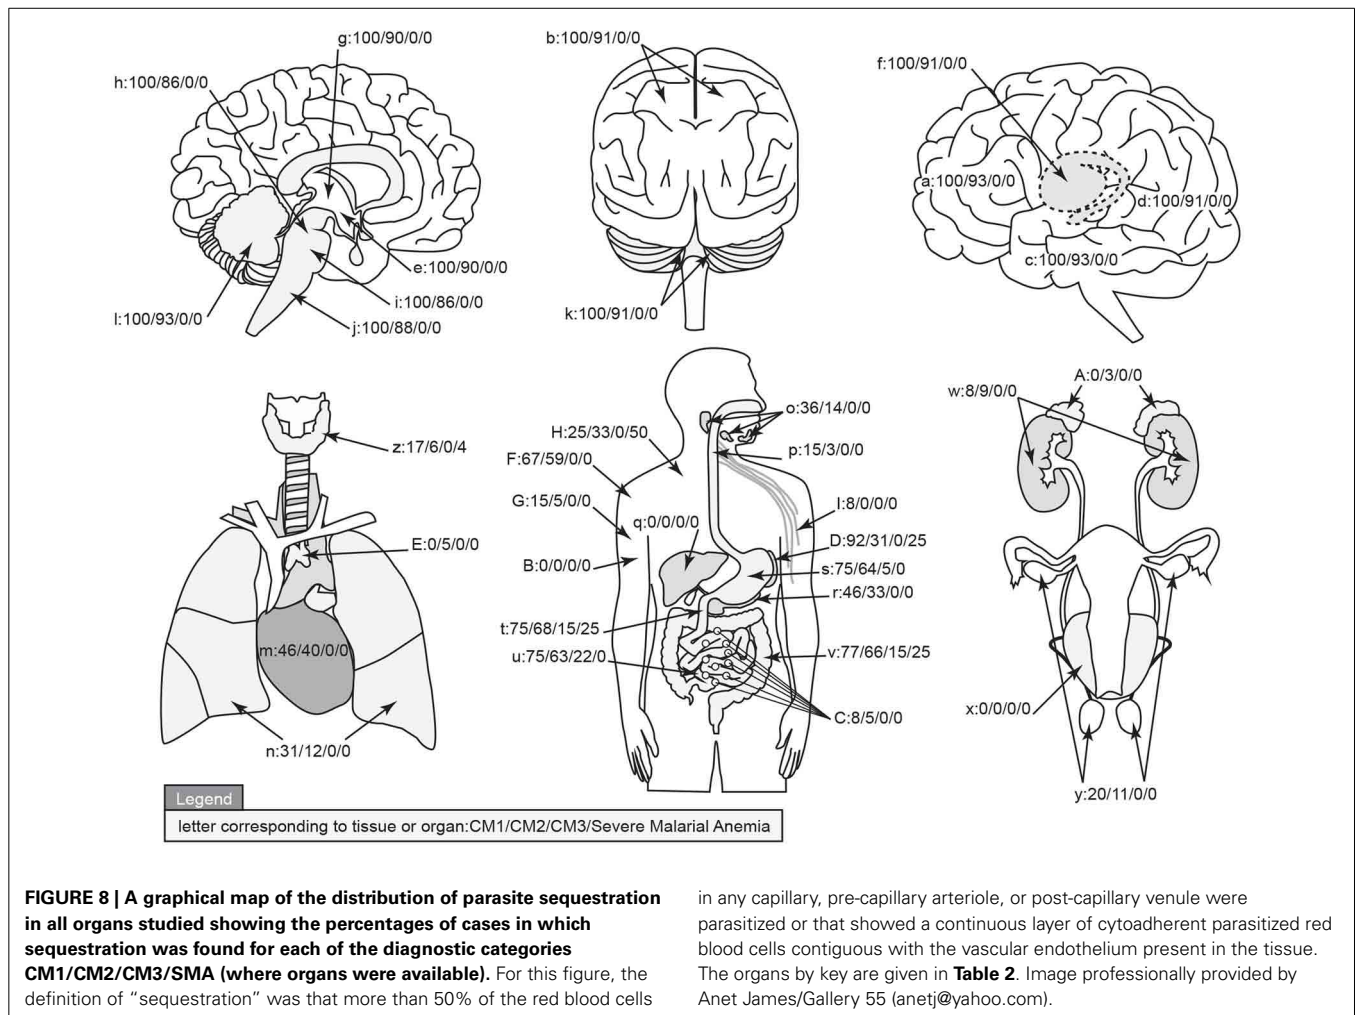 g:100/90/0/0
b:100/91/0/0
f:100/91/0/0
h:100/86/0/0
a:100/93/0/0
d:100/91/0/0
c:100/93/0/0
e:100/90/0/0
i:100/86/0/0
l:100/93/0/0
j:100/88/0/0
k:100/91/0/0
A:0/3/0/0
w:8/9/0/0
o:36/14/0/0
H:25/33/0/50
z:17/6/0/4
p:15/3/0/0
F:67/59/0/0
G:15/5/0/0
I:8/0/0/0
q:0/0/0/0
E:0/5/0/0
D:92/31/0/25
B:0/0/0/0
s:75/64/5/0
r:46/33/0/0
t:75/68/15/25
m:46/40/0/0
u:75/63/22/0
v:77/66/15/25
x:0/0/0/0
C:8/5/0/0
n:31/12/0/0
y:20/11/0/0
Legend
letter corresponding to tissue or organ:CM1/CM2/CM3/Severe Malarial Anemia
FIGURE 8 | A graphical map of the distribution of parasite sequestration
in all organs studied showing the percentages of cases in which
sequestration was found for each of the diagnostic categories
CM1/CM2/CM3/SMA (where organs were available). For this figure, the
definition of “sequestration” was that more than 50% of the red blood cells
in any capillary, pre-capillary arteriole, or post-capillary venule were
parasitized or that showed a continuous layer of cytoadherent parasitized red
blood cells contiguous with the vascular endothelium present in the tissue.
The organs by key are given in Table 2. Image professionally provided by
Anet James/Gallery 55 (anetj@yahoo.com).